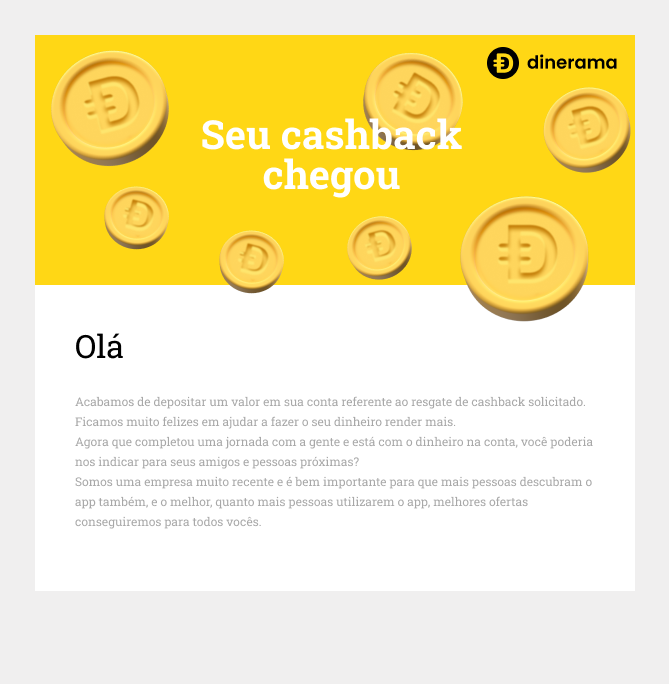 dinerama
Seu cashback
chegou
Olá
Acabamos de depositar um valor em sua conta referente ao resgate de cashback solicitado.
Ficamos muito felizes em ajudar a fazer o seu dinheiro render mais.
Agora que completou uma jornada com a gente e está com o dinheiro na conta, você poderia
nos indicar para seus amigos e pessoas próximas?
Somos uma empresa muito recente e é bem importante para que mais pessoas descubram o
app também, e o melhor, quanto mais pessoas utilizarem o app, melhores ofertas
conseguiremos para todos vocês.